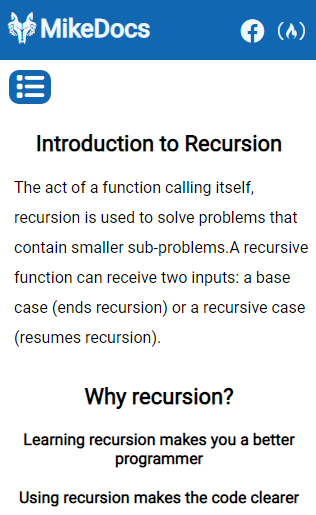 MikeDocs
Introduction to Recursion
The act of a function calling itself,
recursion is used to solve problems that
contain smaller sub-problems.A recursive
function can receive two inputs: a base
case (ends recursion) or a recursive case
(resumes recursion).
Why recursion?
Learning recursion makes you a better
programmer
Using recursion makes the code clearer